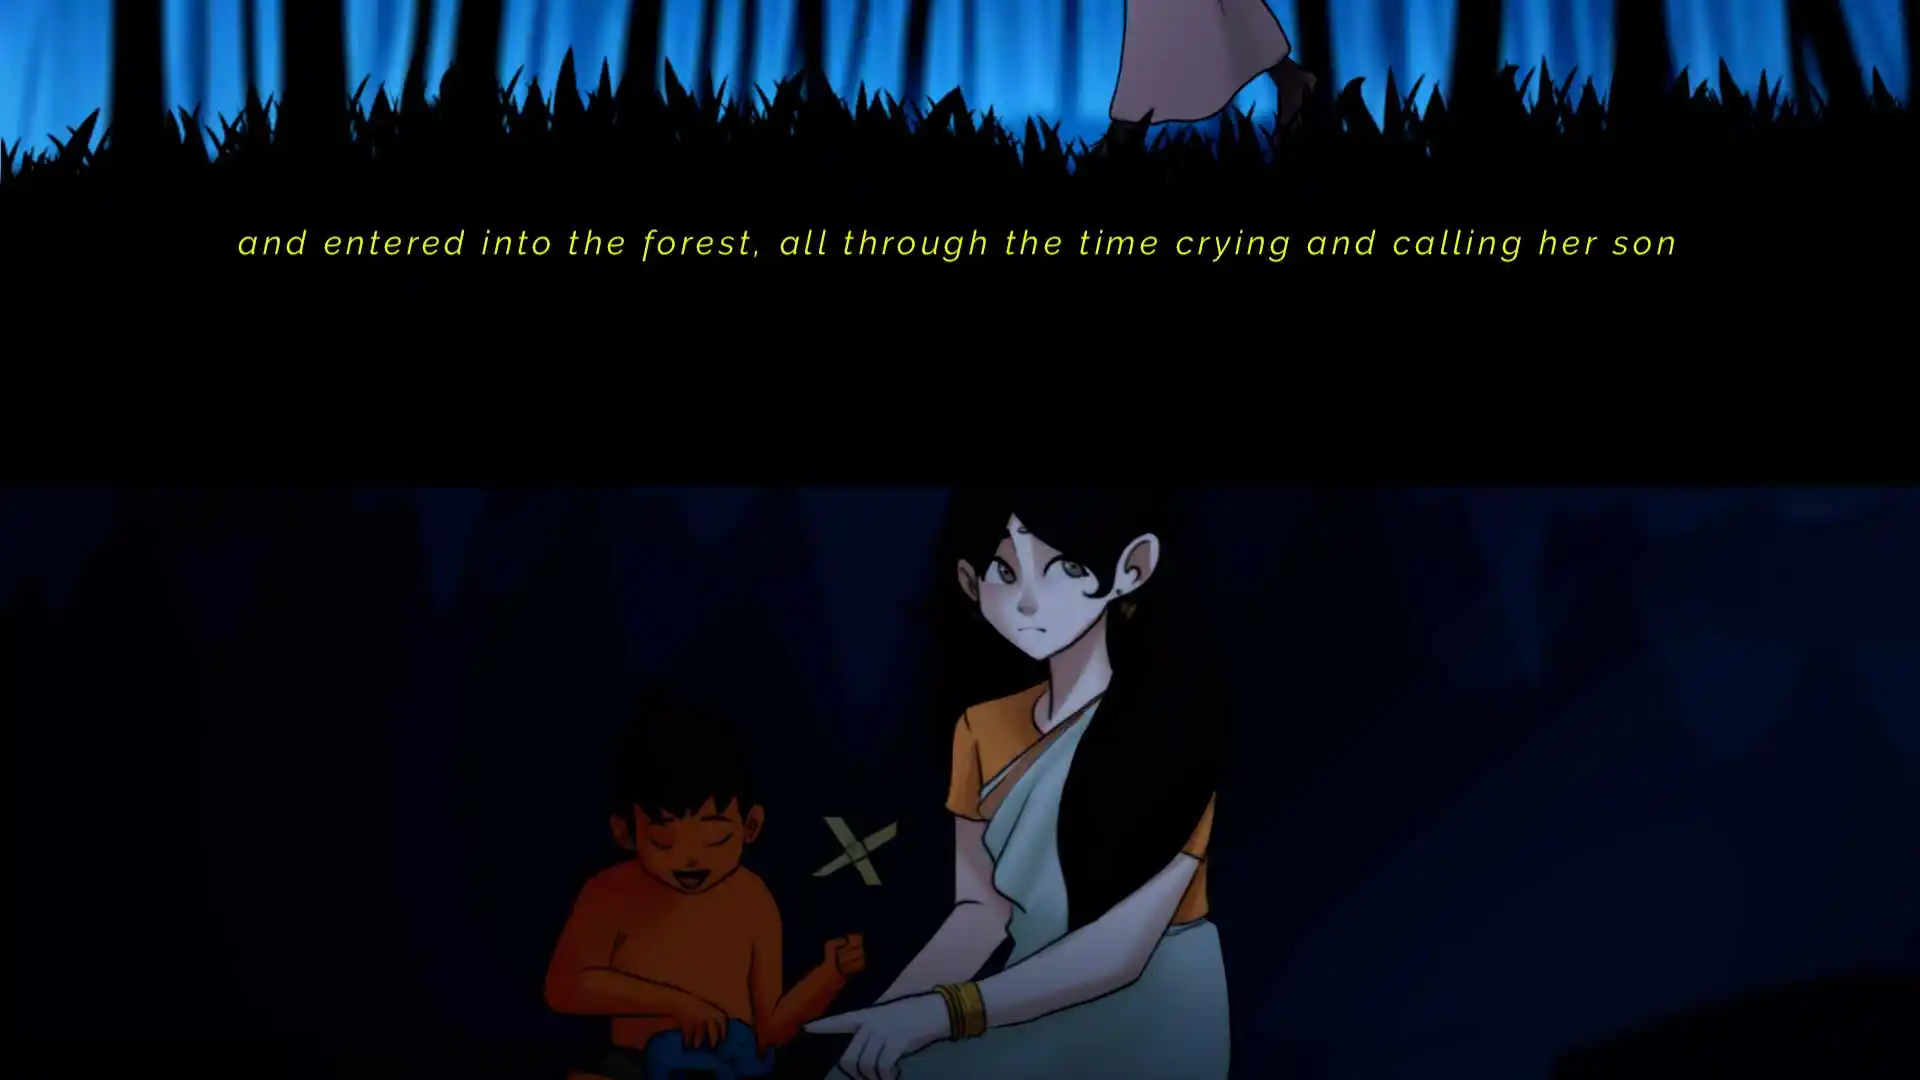 and entered into the forest, all through the time crying and calling her son